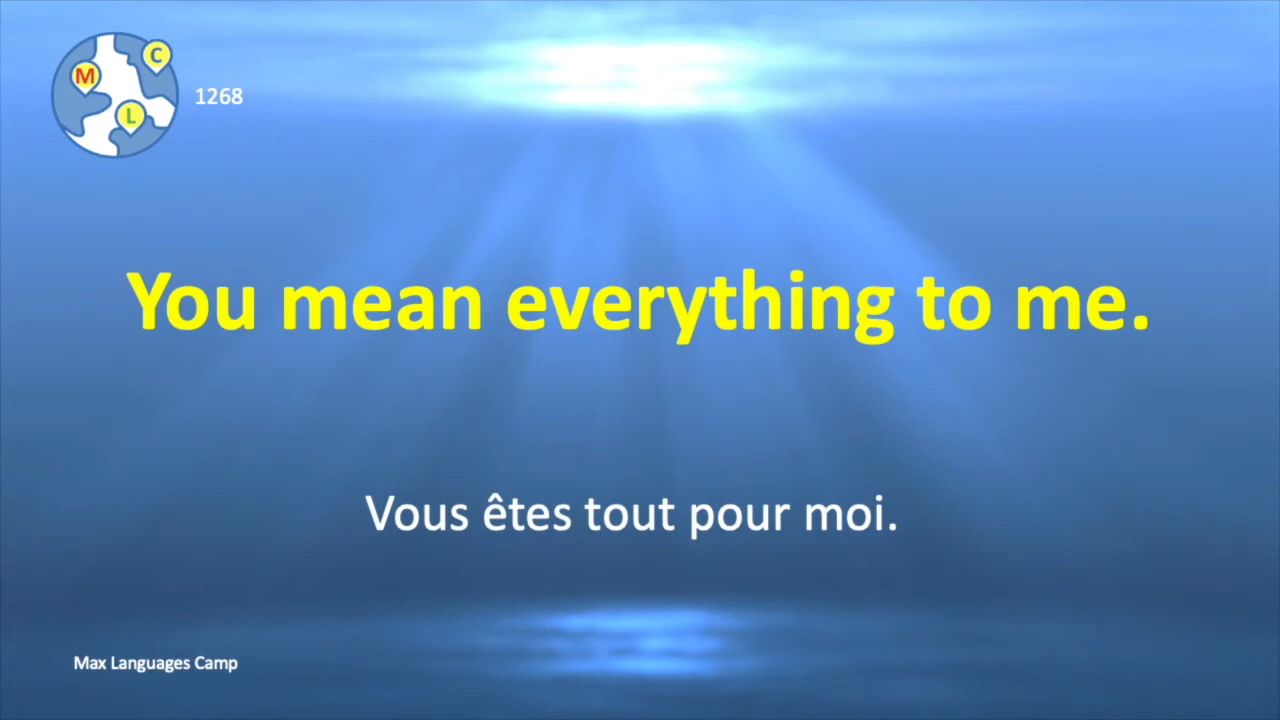 C
M
L
1268
You mean everything to me.
Vous êtes tout pour moi.
Max Languages Camp